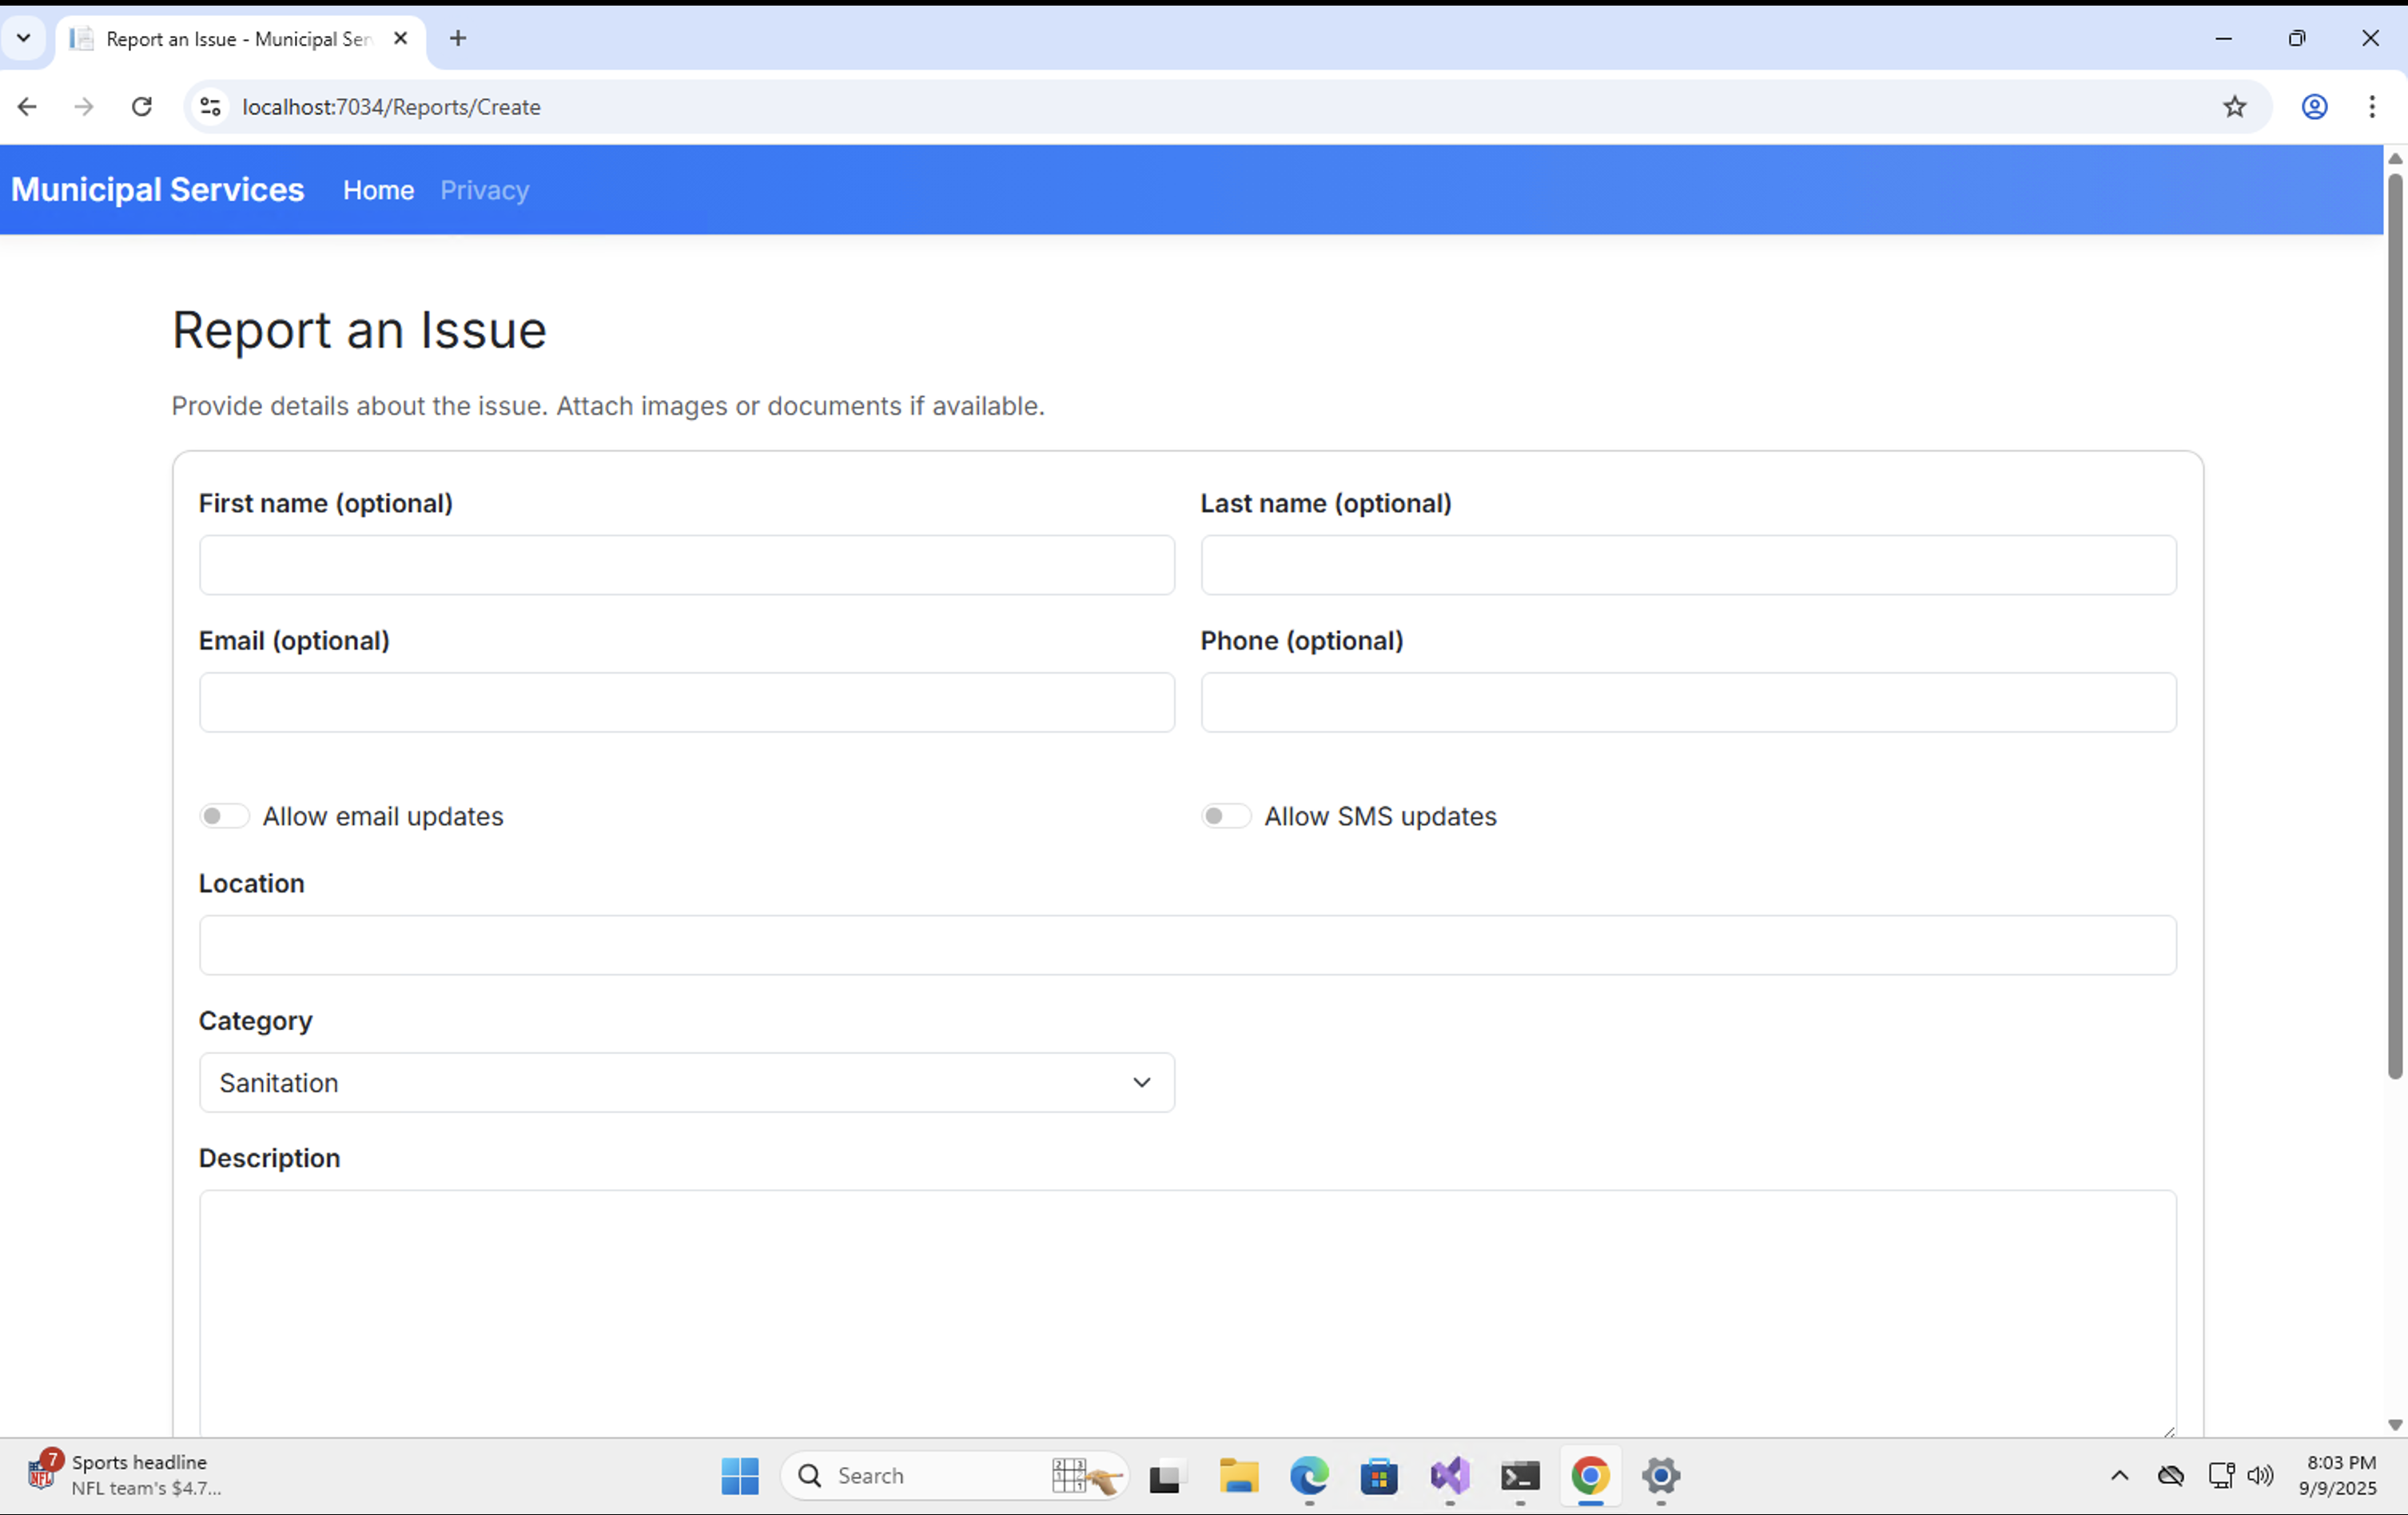 Report an Issue - Municipal Ser
localhost:7034/Reports/Create
Municipal Services Home Privacy
Report an Issue
Provide details about the issue. Attach images or documents if available.
First name (optional) Last name (optional)
Email (optional) Phone (optional)
Allow email updates Allow SMS updates
Location
Category
Sanitation
Description
7 Sports headline
NFL NFL team's $4.7...
Search
8:03 PM
9/9/2025